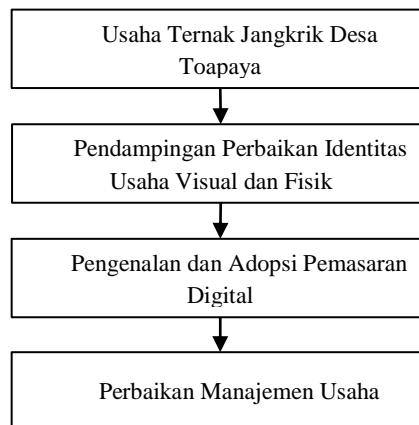 Usaha Ternak Jangkrik Desa
Toapaya
Pendampingan Perbaikan Identitas
Usaha Visual dan Fisik
Pengenalan dan Adopsi Pemasaran
Digital
Perbaikan Manajemen Usaha